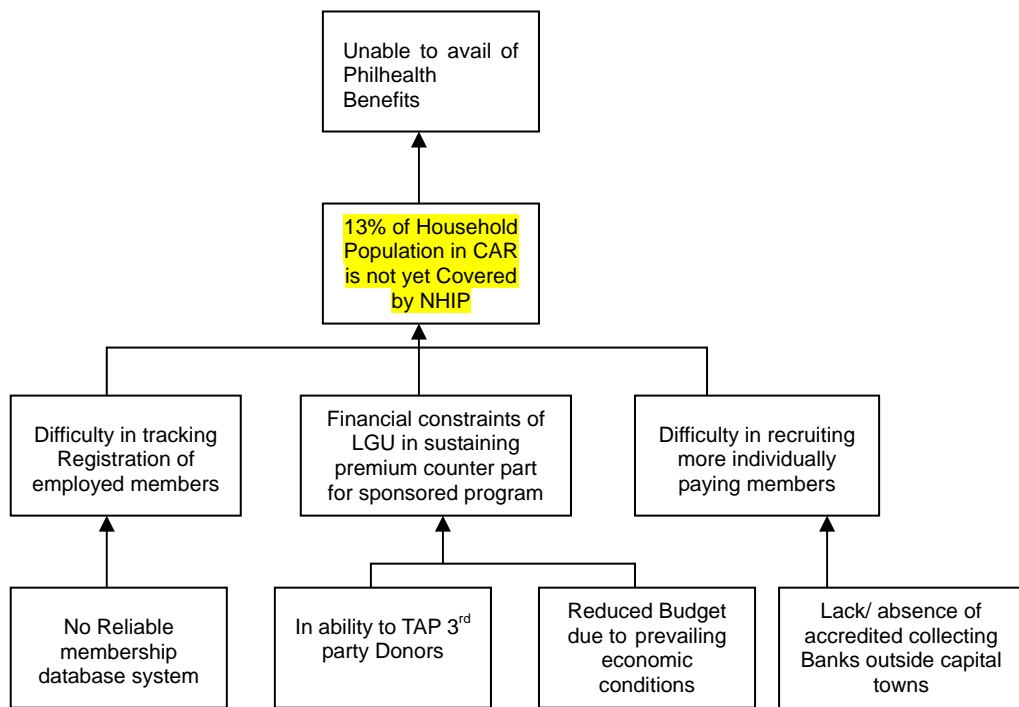 Unable to avail of
Philhealth
Benefits
13% of Household
Population in CAR
is not yet Covered
by NHIP
Difficulty in tracking
Registration of
employed members
Financial constraints of
LGU in sustaining
premium counter part
for sponsored program
Difficulty in recruiting
more individually
paying members
No Reliable
membership
database system
In ability to TAP 3rd
party Donors
Reduced Budget
due to prevailing
economic
conditions
Lack/ absence of
accredited collecting
Banks outside capital
towns